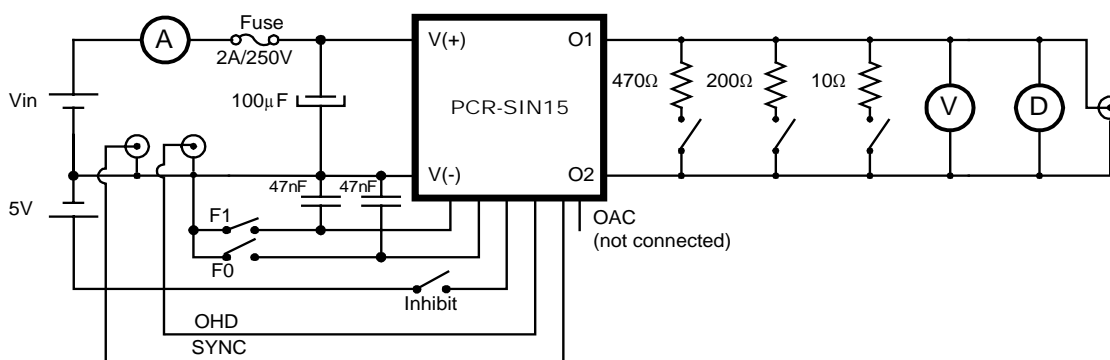 Fuse
A
2A/250V
V(+)
O1
Vin
100μF
PCR-SIN15
470Ω
200Ω
10Ω
V
D
V(-)
O2
47nF
47nF
5V
F1
F0
OAC
(not connected)
Inhibit
OHD
SYNC